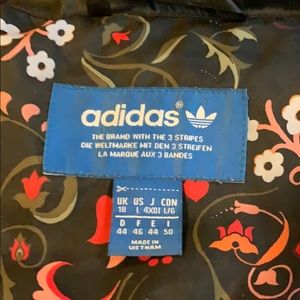 adidas ®
THE BRAND WITH THE 3 STRIPES
DIE WELTMARKE MIT DEN 3 STREIFEN
LA MARQUE AUX 3 BANDES
UK US J CDN
18 L 4XOT L/G
D F E I
44 46 44 50
MADE IN
VIETNAM